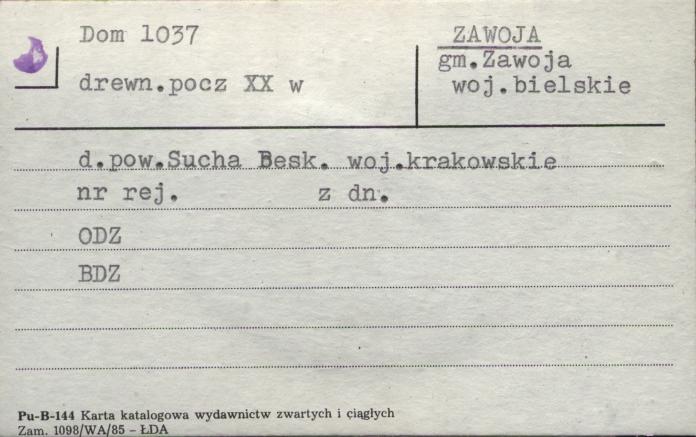 Dom 1037
drewn.pocz XX w
ZAWOJA
gm.Zawoja
woj.bielskie
d.pow.Sucha Besk. woj.krakowskie
nr rej. z dn.
ODZ
BDZ
Pu-B-144 Karta katalogowa wydawnictw zwartych i ciągłych
Zam. 1098/WA/85 – ŁDA